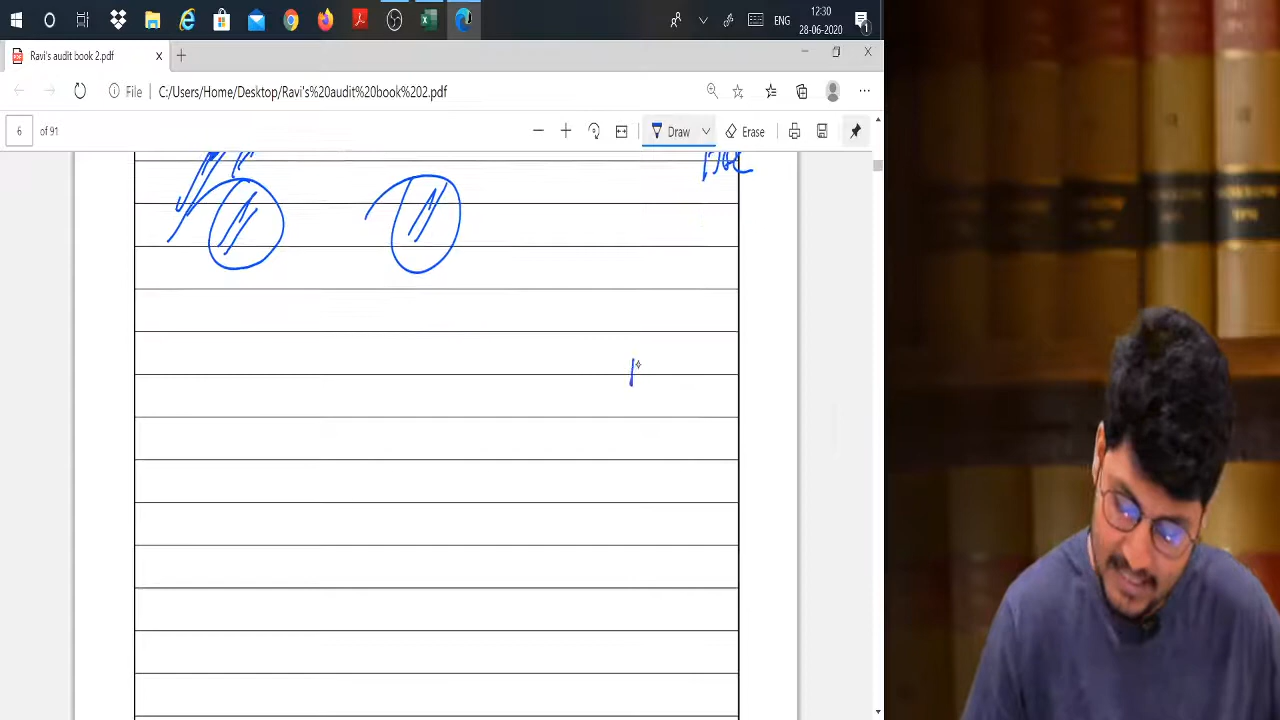 ENG
12:30
28-06-2020
1
Ravi's audit book 2.pdf
File
C:/Users/Home/Desktop/Ravi's%20audit%20book%202.pdf
6
of 91
Draw
Erase